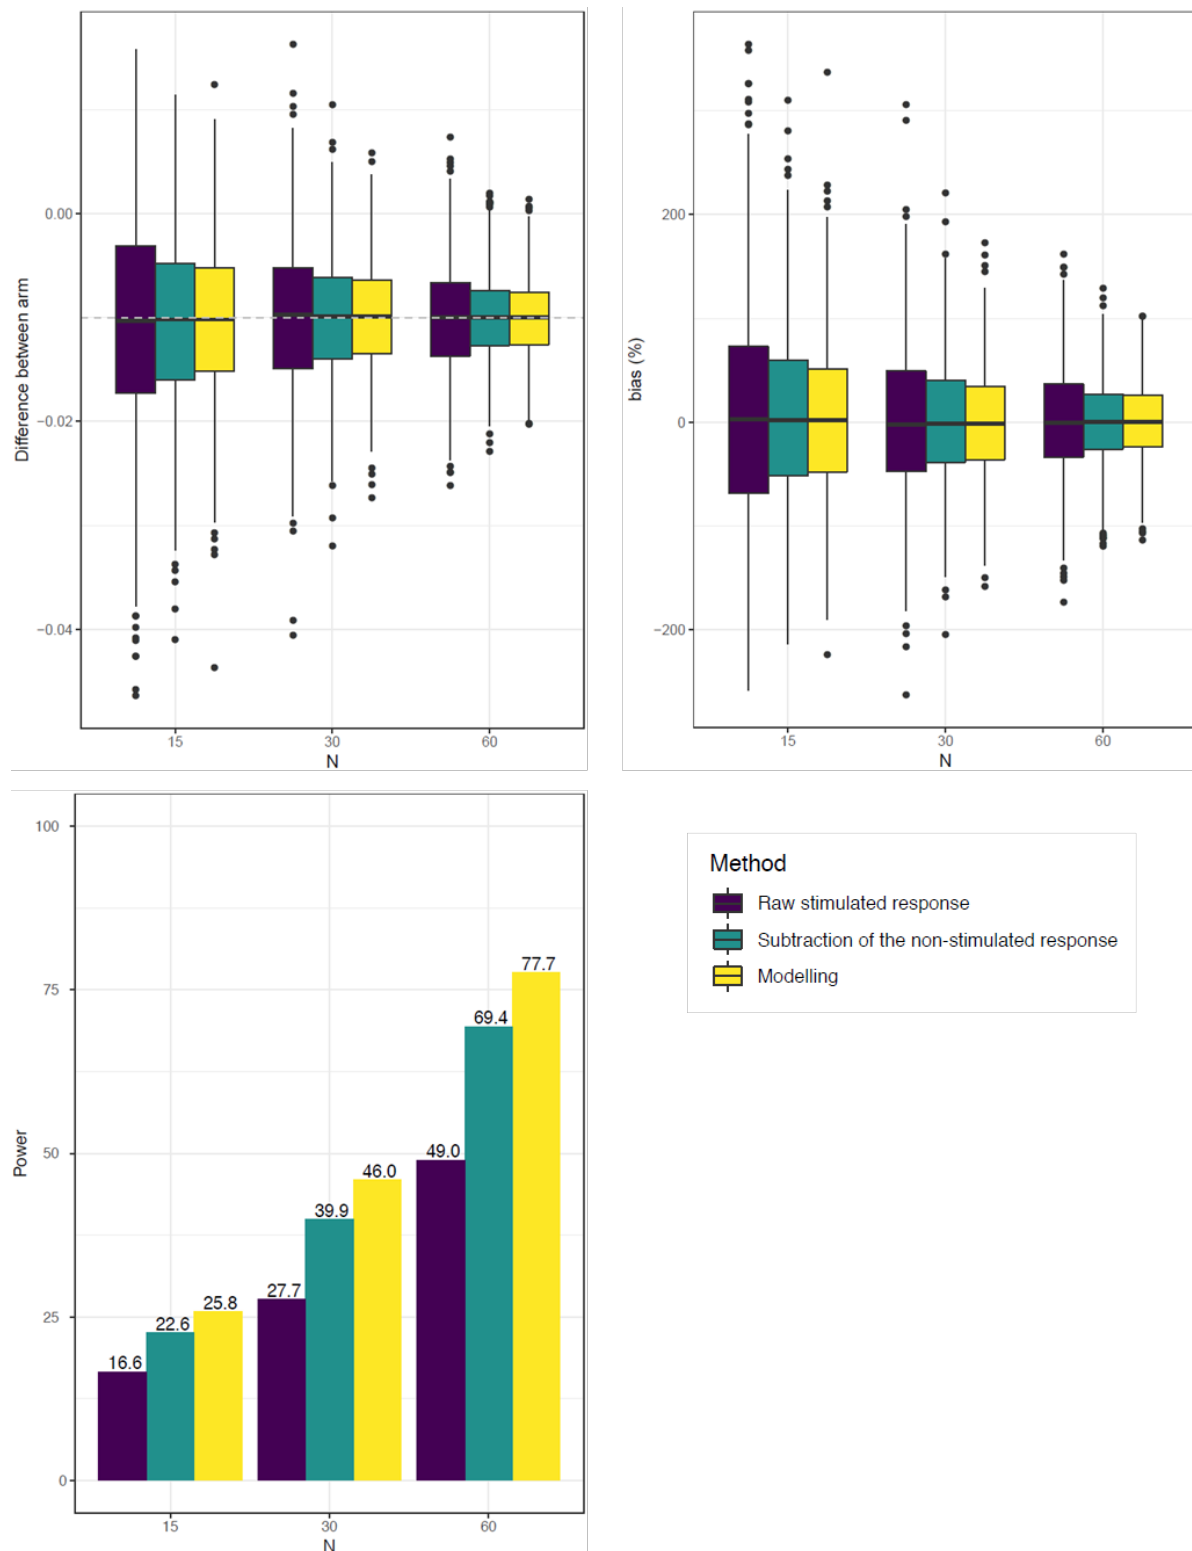 Difference between arm
0.00
−0.02
−0.04
15
30
60
N
bias (%)
200
0
−200
15
30
60
N
Power
100
75
50
25
0
16.6
22.6
25.8
27.7
39.9
46.0
49.0
69.4
77.7
15
30
60
N
Method
Raw stimulated response
Subtraction of the non-stimulated response
Modelling